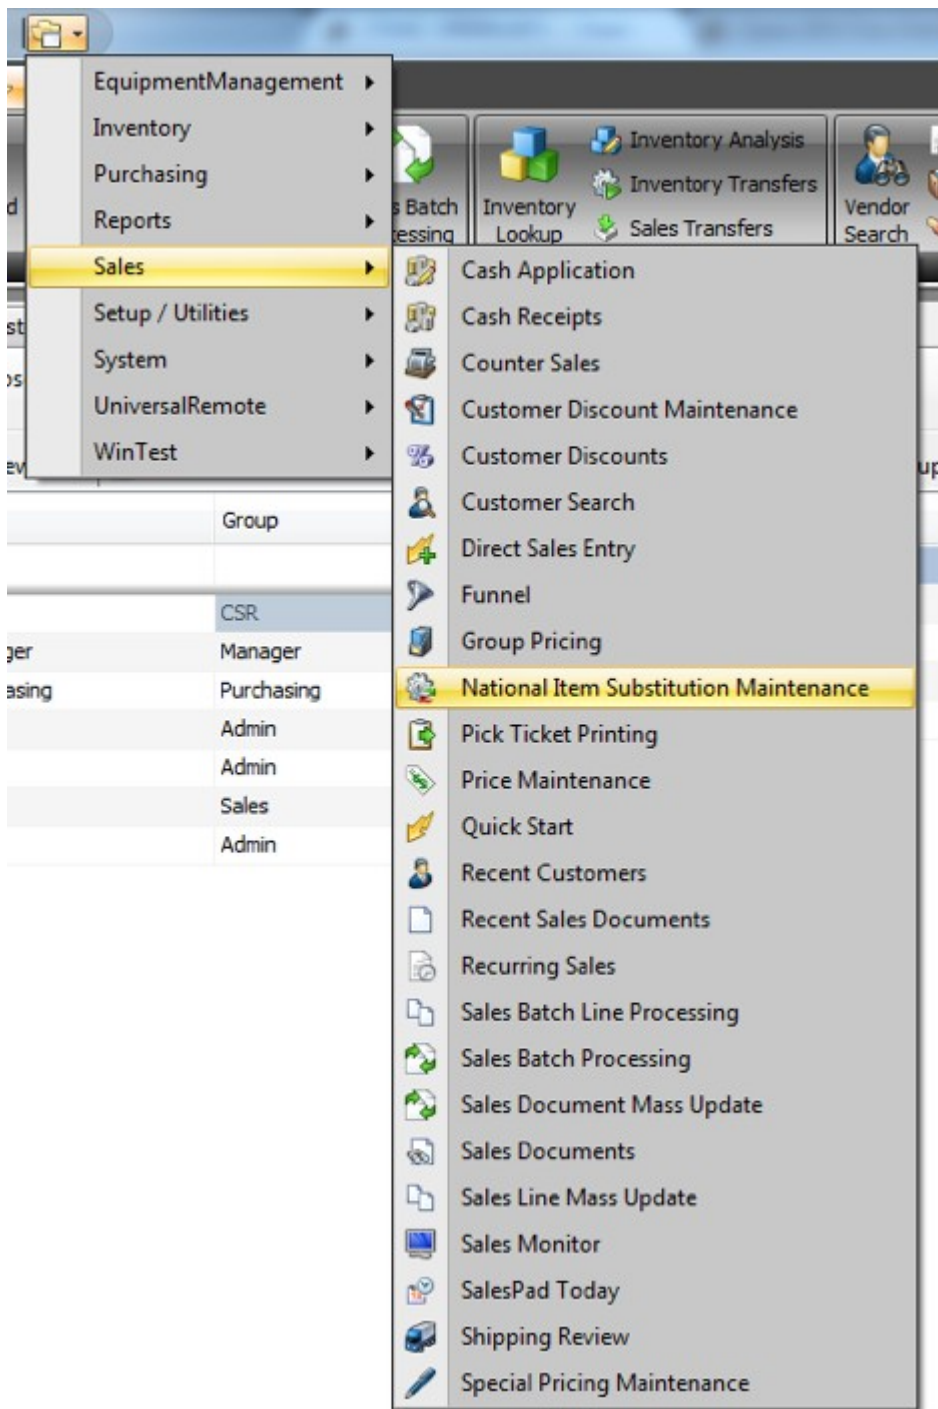 EquipmentManagement
Inventory
Purchasing
Reports
Sales
Setup / Utilities
System
UniversalRemote
WinTest
Batch
Inventory
Lookup
Inventory Analysis
Inventory Transfers
Sales Transfers
Vendor
Search
Cash Application
Cash Receipts
Counter Sales
Customer Discount Maintenance
Customer Discounts
Customer Search
Direct Sales Entry
Funnel
Group Pricing
National Item Substitution Maintenance
Pick Ticket Printing
Price Maintenance
Quick Start
Recent Customers
Recent Sales Documents
Recurring Sales
Sales Batch Line Processing
Sales Batch Processing
Sales Document Mass Update
Sales Documents
Sales Line Mass Update
Sales Monitor
SalesPad Today
Shipping Review
Special Pricing Maintenance
Group
CSR
Manager
Purchasing
Admin
Admin
Sales
Admin